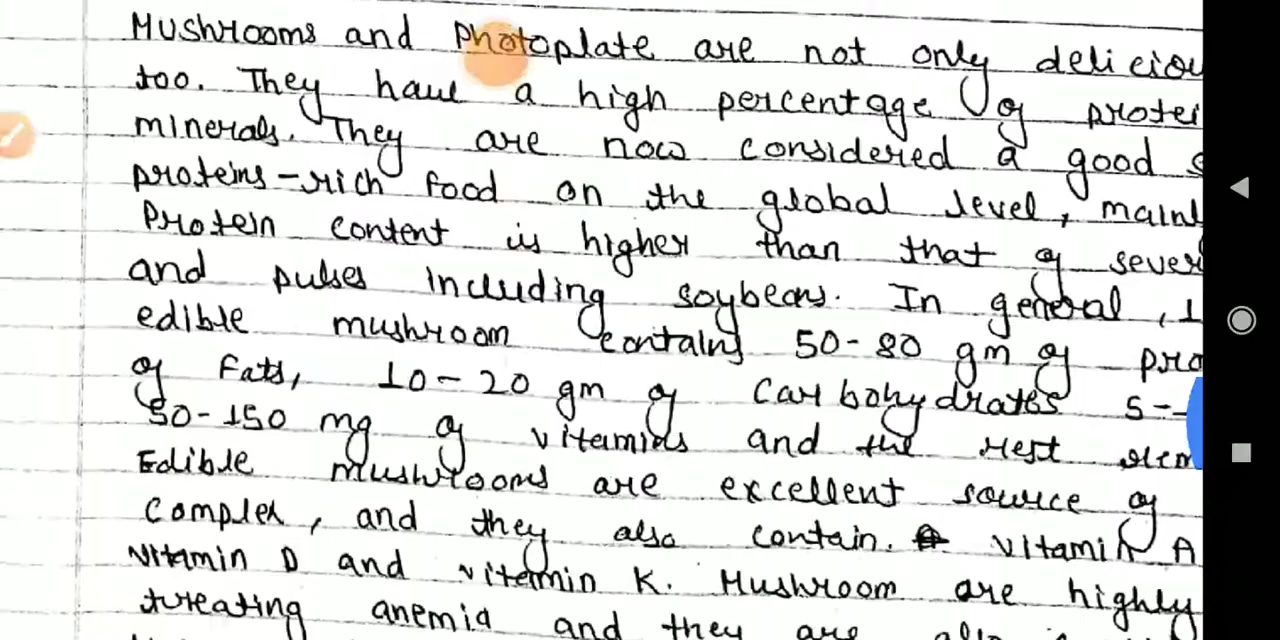 Mushrooms and Photoplate are not only deliciou
too. They have a high percentage of protei
minerals. They are now considered a good s
proteins-rich food on the global level, mainl
Protein content is higher than that of sever
and pulses including soybeans. In general, 1
edible mushroom contains 50-80 gm of pro
of Fats, 10-20 gm of Carbohydrates 5-
50-150 mg of vitamins and the rest
Edible mushrooms are excellent source of
Complex, and they also contain. vitamin A
vitamin D and vitamin K. Mushroom are highly
treating anemia and they are also